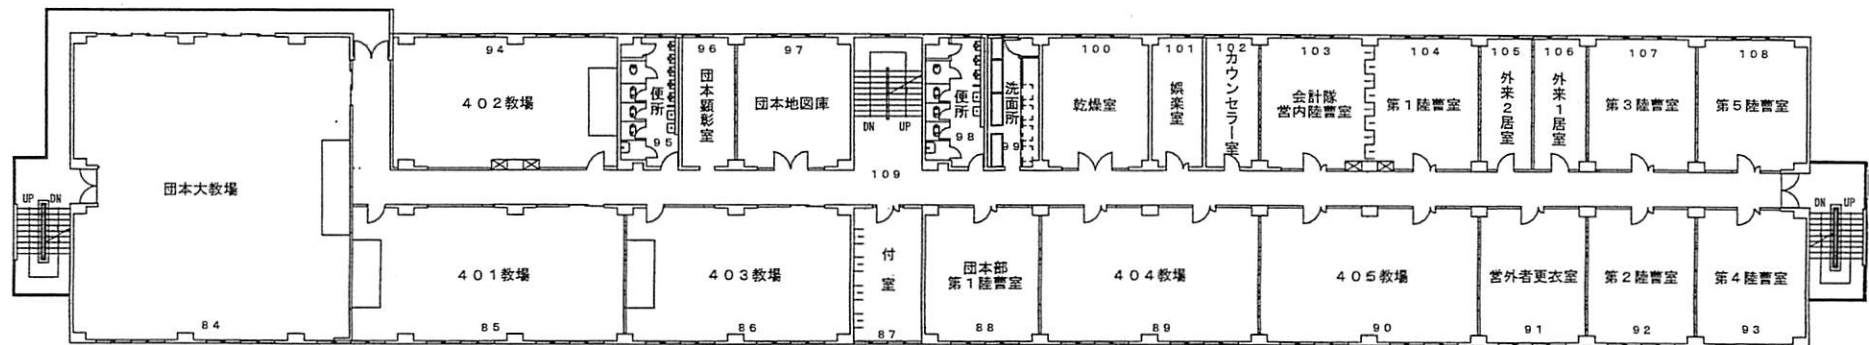 94
402教場
便所
95
96
団本顕彰室
97
団本地図庫
DN UP
便所
98
洗面所
99
100
乾燥室
101
娯楽室
102
カウンセラー室
103
会計隊
営内陸曹室
104
第1陸曹室
105
外来2居室
106
外来1居室
107
第3陸曹室
108
第5陸曹室
109
UP DN
団本大教場
84
401教場
85
403教場
86
付室
87
団本部
第1陸曹室
88
404教場
89
405教場
90
営外者更衣室
91
第2陸曹室
92
第4陸曹室
93
DN UP